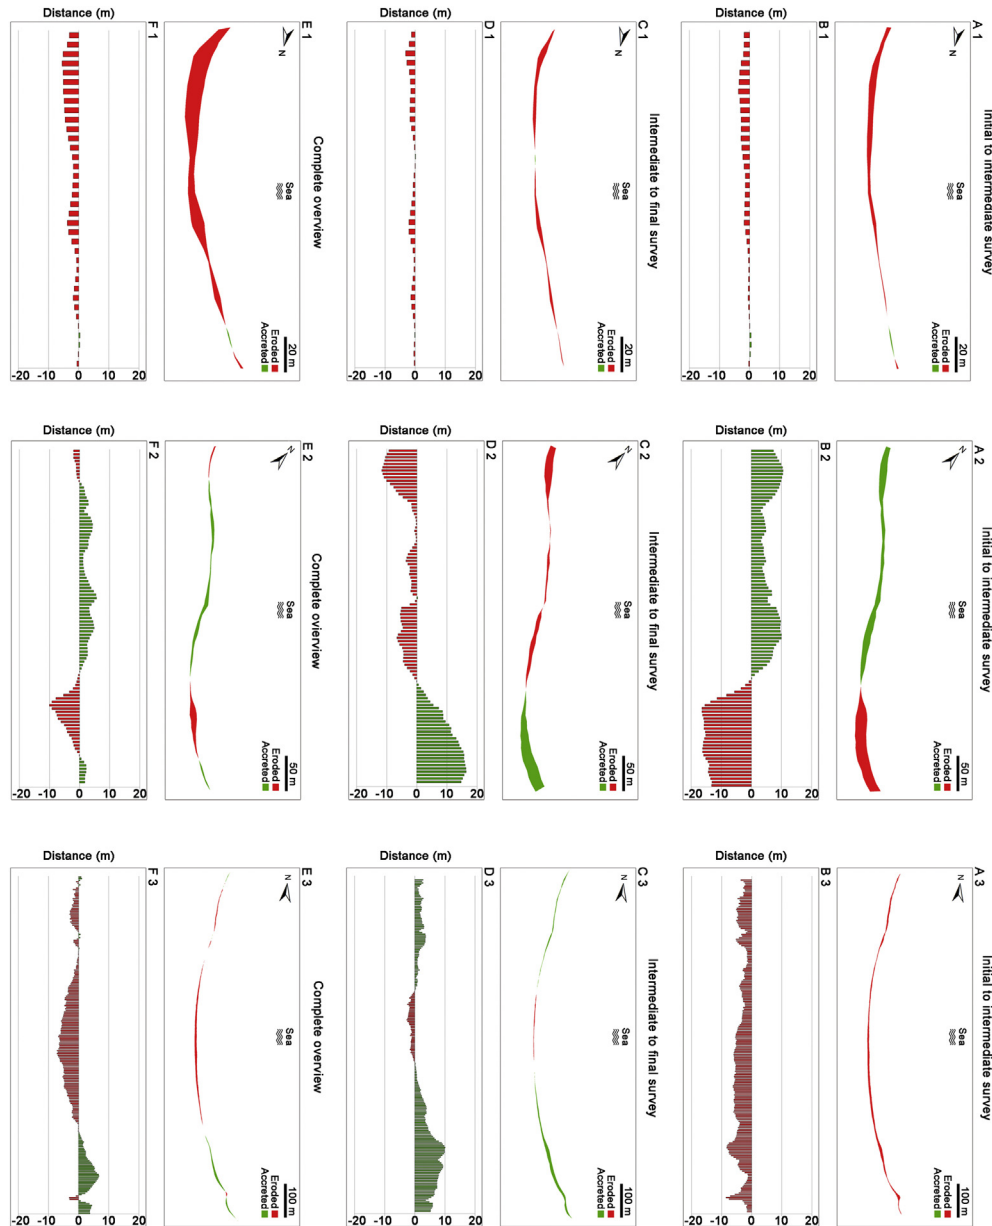 Initial to intermediate survey
A 1
20 m
Eroded
Accreted
Sea
N
B 1
20
10
0
-10
-20
Distance (m)
Intermediate to final survey
C 1
20 m
Eroded
Accreted
Sea
N
D 1
20
10
0
-10
-20
Distance (m)
Complete overview
E 1
20 m
Eroded
Accreted
Sea
N
F 1
20
10
0
-10
-20
Distance (m)
Initial to intermediate survey
A 2
50 m
Eroded
Accreted
Sea
N
B 2
20
10
0
-10
-20
Distance (m)
Intermediate to final survey
C 2
50 m
Eroded
Accreted
Sea
N
D 2
20
10
0
-10
-20
Distance (m)
Complete ovierview
E 2
50 m
Eroded
Accreted
Sea
N
F 2
20
10
0
-10
-20
Distance (m)
Initial to intermediate survey
A 3
100 m
Eroded
Accreted
Sea
N
B 3
20
10
0
-10
-20
Distance (m)
Intermediate to final survey
C 3
100 m
Eroded
Accreted
Sea
N
D 3
20
10
0
-10
-20
Distance (m)
Complete overview
E 3
100 m
Eroded
Accreted
Sea
N
F 3
20
10
0
-10
-20
Distance (m)